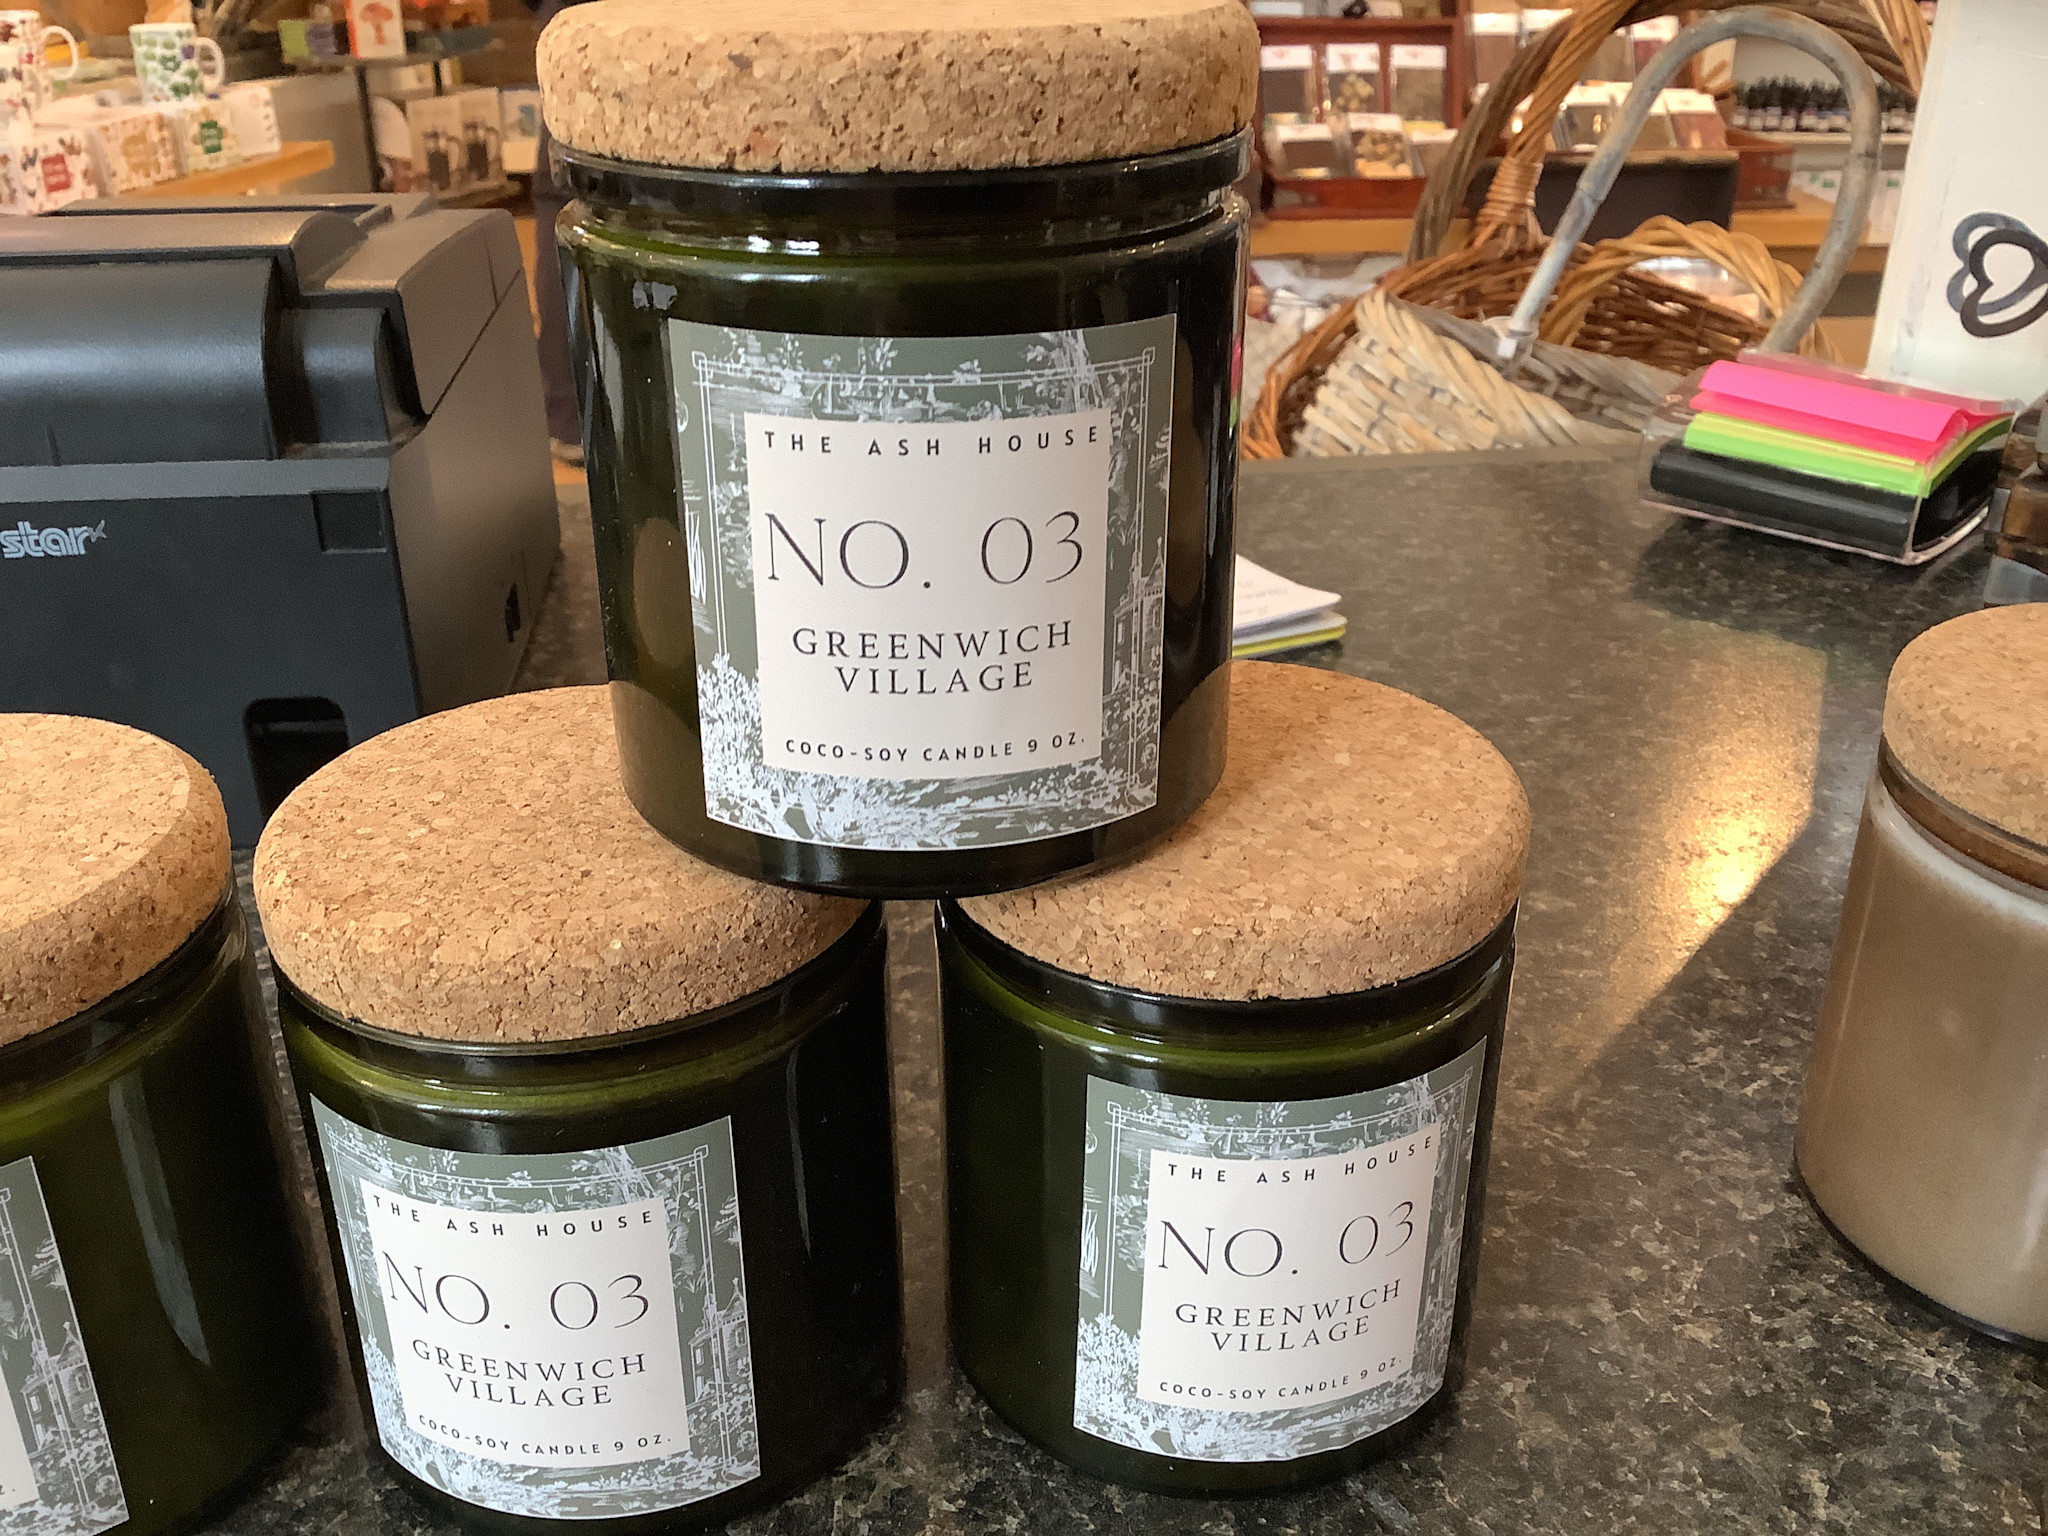 star
THE ASH HOUSE
NO. 03
GREENWICH
VILLAGE
COCO-SOY CANDLE 9 OZ.
THE ASH HOUSE
NO. 03
GREENWICH
VILLAGE
COCO-SOY CANDLE 9 OZ.
THE ASH HOUSE
NO. 03
GREENWICH
VILLAGE
COCO-SOY CANDLE 9 OZ.